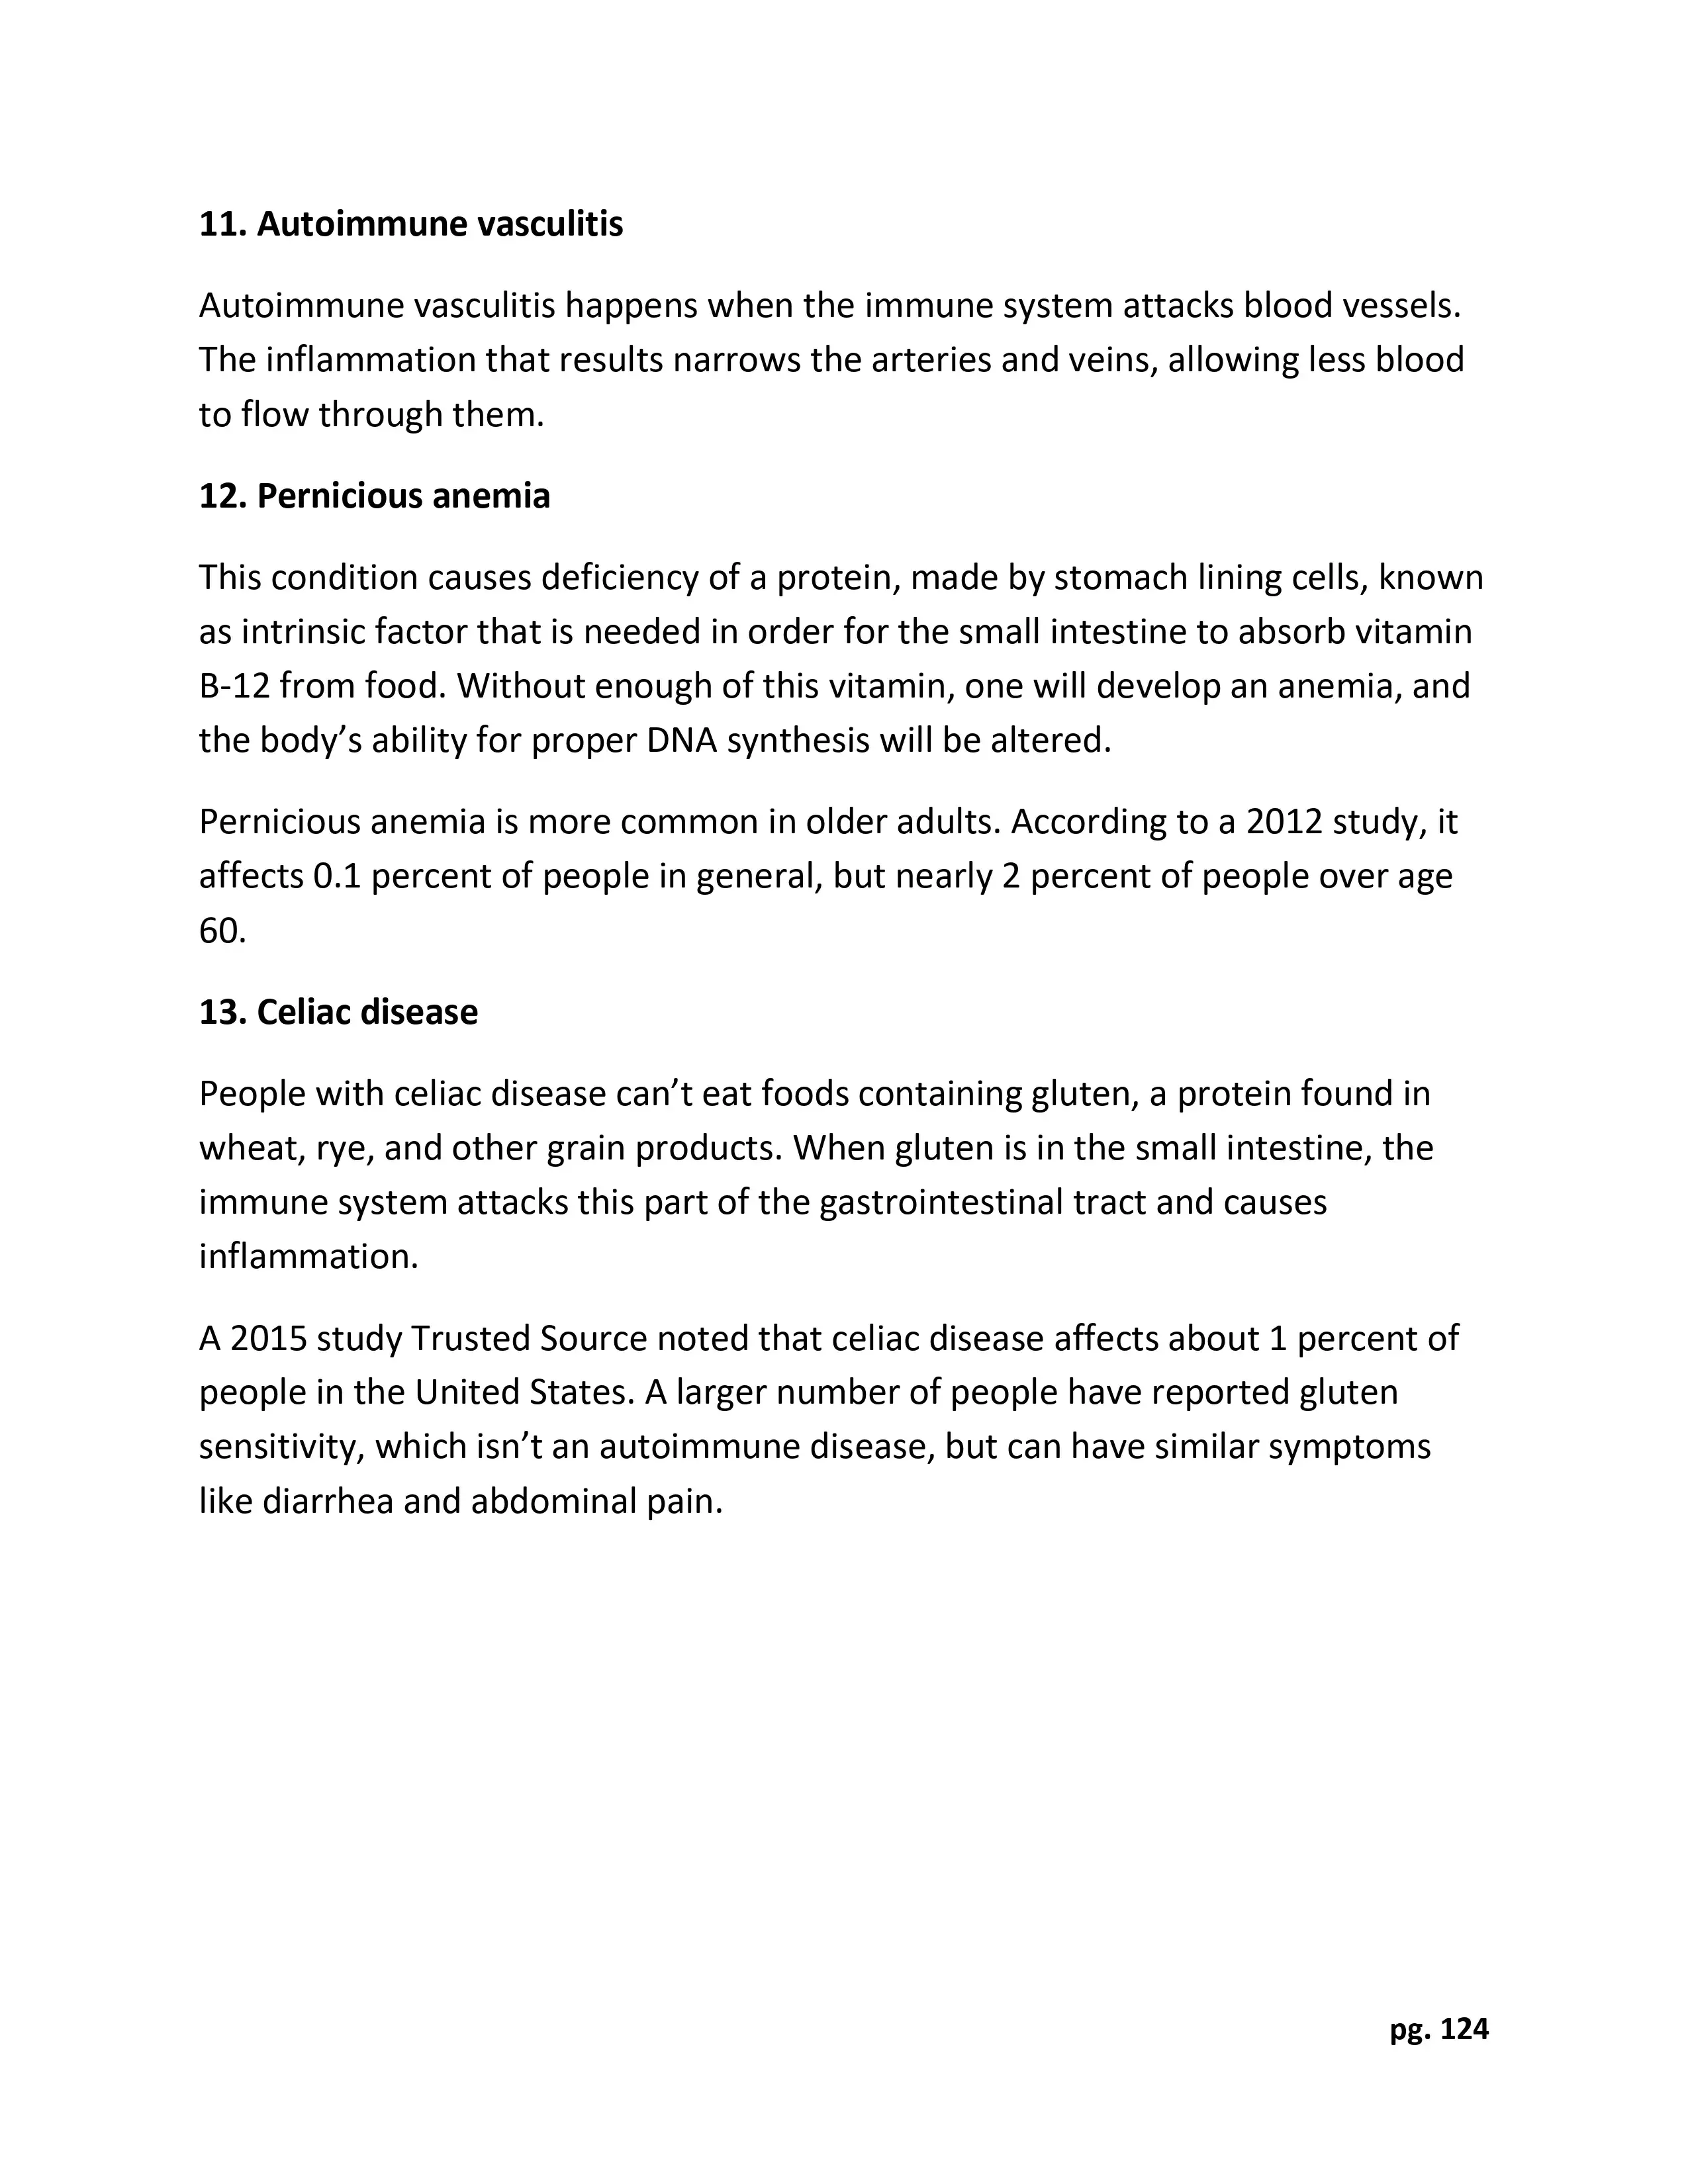 11. Autoimmune vasculitis
Autoimmune vasculitis happens when the immune system attacks blood vessels.
The inflammation that results narrows the arteries and veins, allowing less blood
to flow through them.
12. Pernicious anemia
This condition causes deficiency of a protein, made by stomach lining cells, known
as intrinsic factor that is needed in order for the small intestine to absorb vitamin
B-12 from food. Without enough of this vitamin, one will develop an anemia, and
the body’s ability for proper DNA synthesis will be altered.
Pernicious anemia is more common in older adults. According to a 2012 study, it
affects 0.1 percent of people in general, but nearly 2 percent of people over age
60.
13. Celiac disease
People with celiac disease can’t eat foods containing gluten, a protein found in
wheat, rye, and other grain products. When gluten is in the small intestine, the
immune system attacks this part of the gastrointestinal tract and causes
inflammation.
A 2015 study Trusted Source noted that celiac disease affects about 1 percent of
people in the United States. A larger number of people have reported gluten
sensitivity, which isn’t an autoimmune disease, but can have similar symptoms
like diarrhea and abdominal pain.
pg. 124